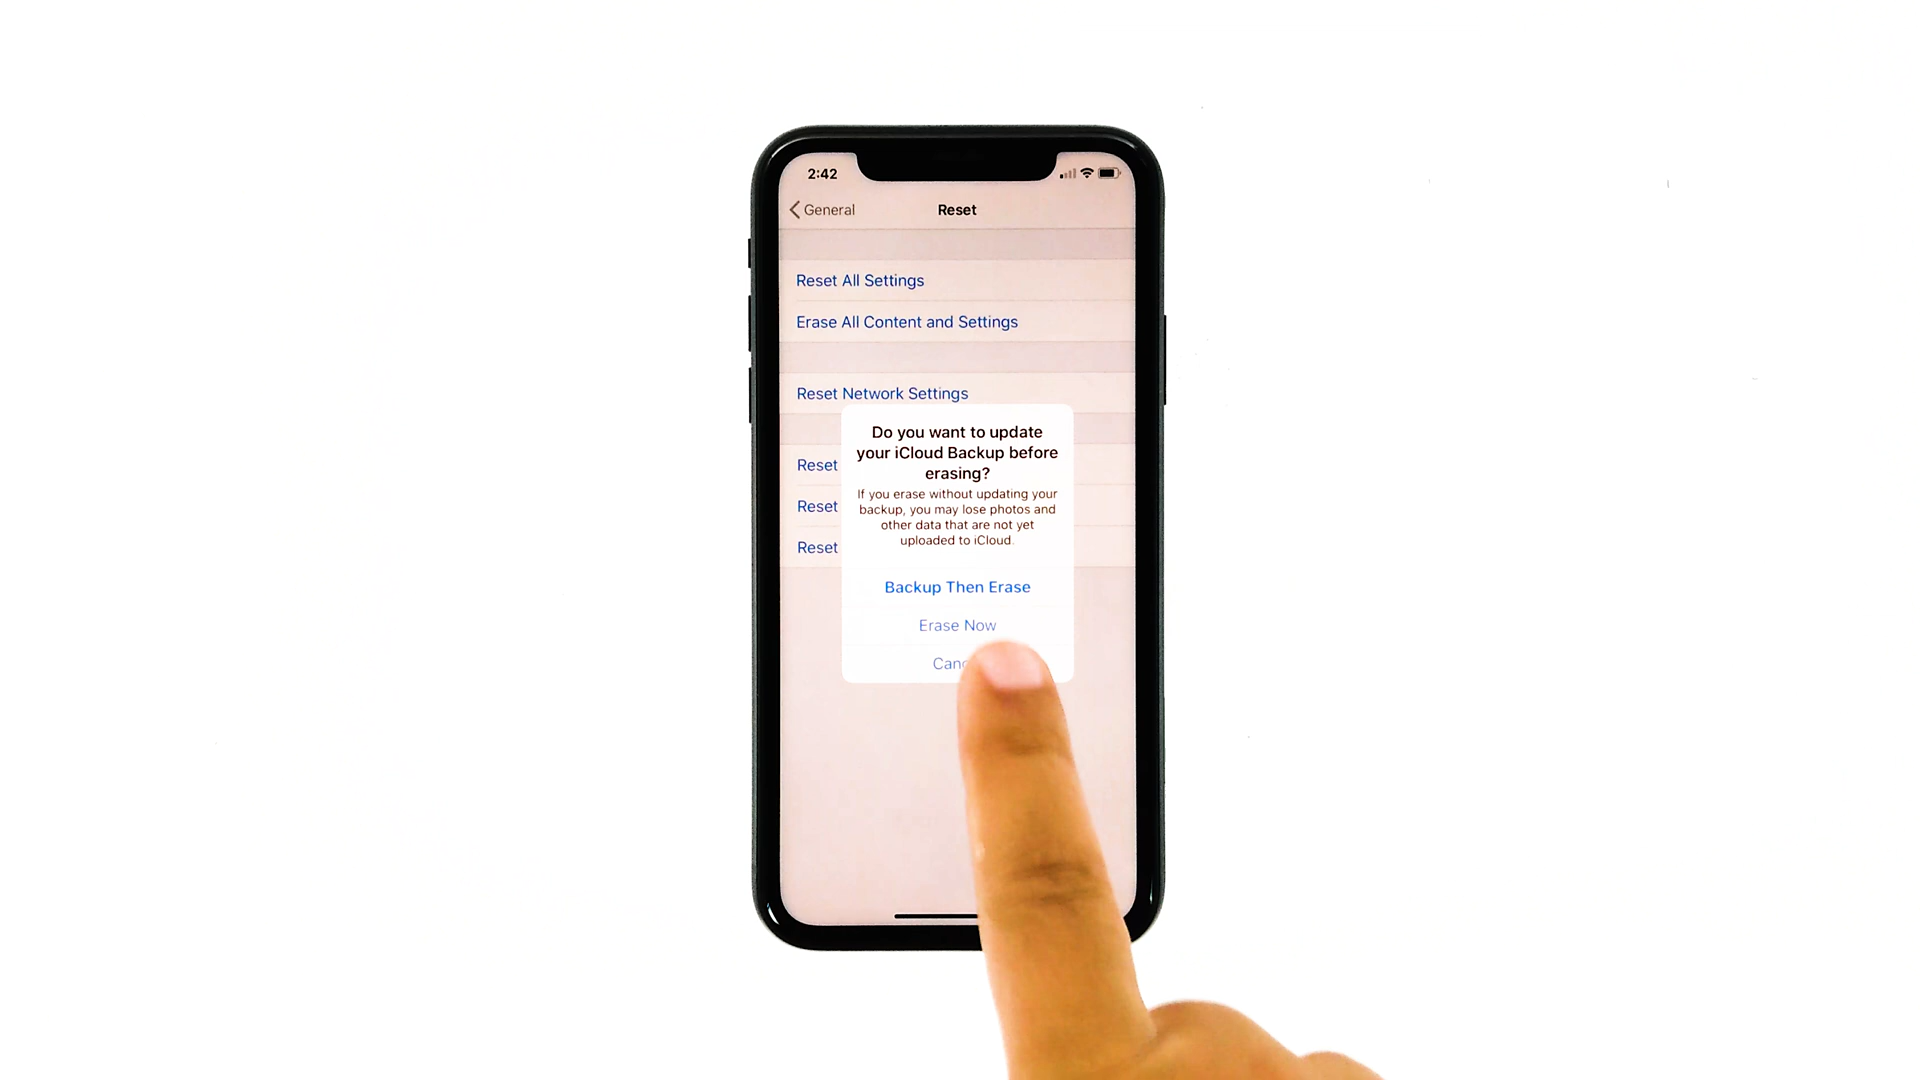 2:42
General
Reset
Reset All Settings
Erase All Content and Settings
Reset Network Settings
Reset
Reset
Reset
Do you want to update
your iCloud Backup before
erasing?
If you erase without updating your
backup, you may lose photos and
other data that are not yet
uploaded to iCloud.
Backup Then Erase
Erase Now
Canc